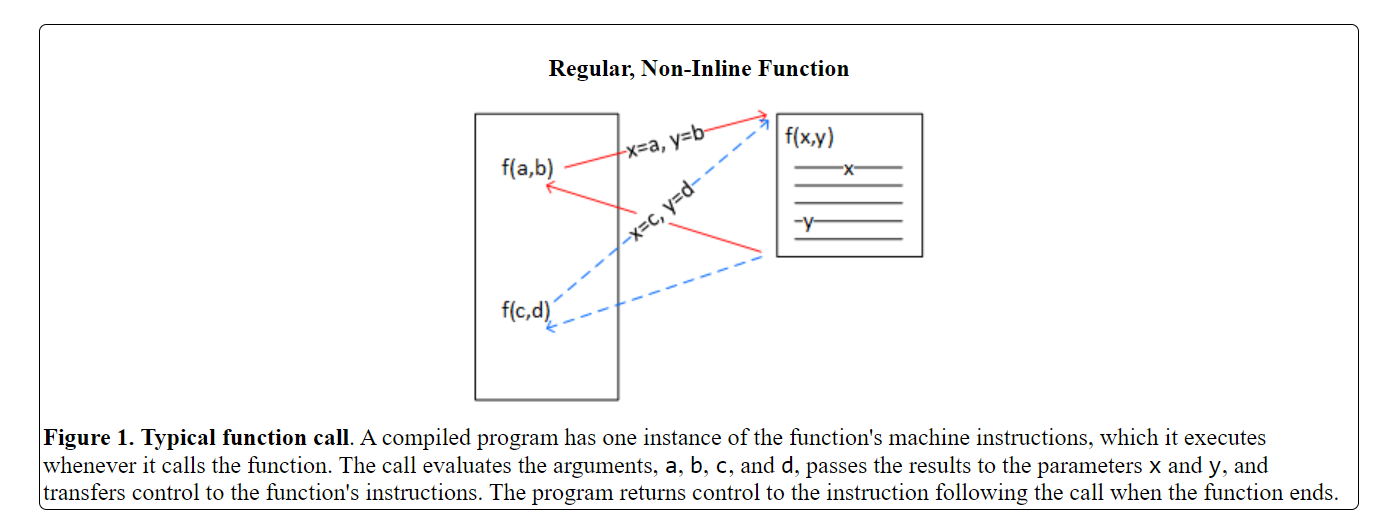 Regular, Non-Inline Function
f(a,b)
x=a, y=b
f(x,y)
x
x=c, y=d
y
f(c,d)
Figure 1. Typical function call. A compiled program has one instance of the function's machine instructions, which it executes
whenever it calls the function. The call evaluates the arguments, a, b, c, and d, passes the results to the parameters x and y, and
transfers control to the function's instructions. The program returns control to the instruction following the call when the function ends.